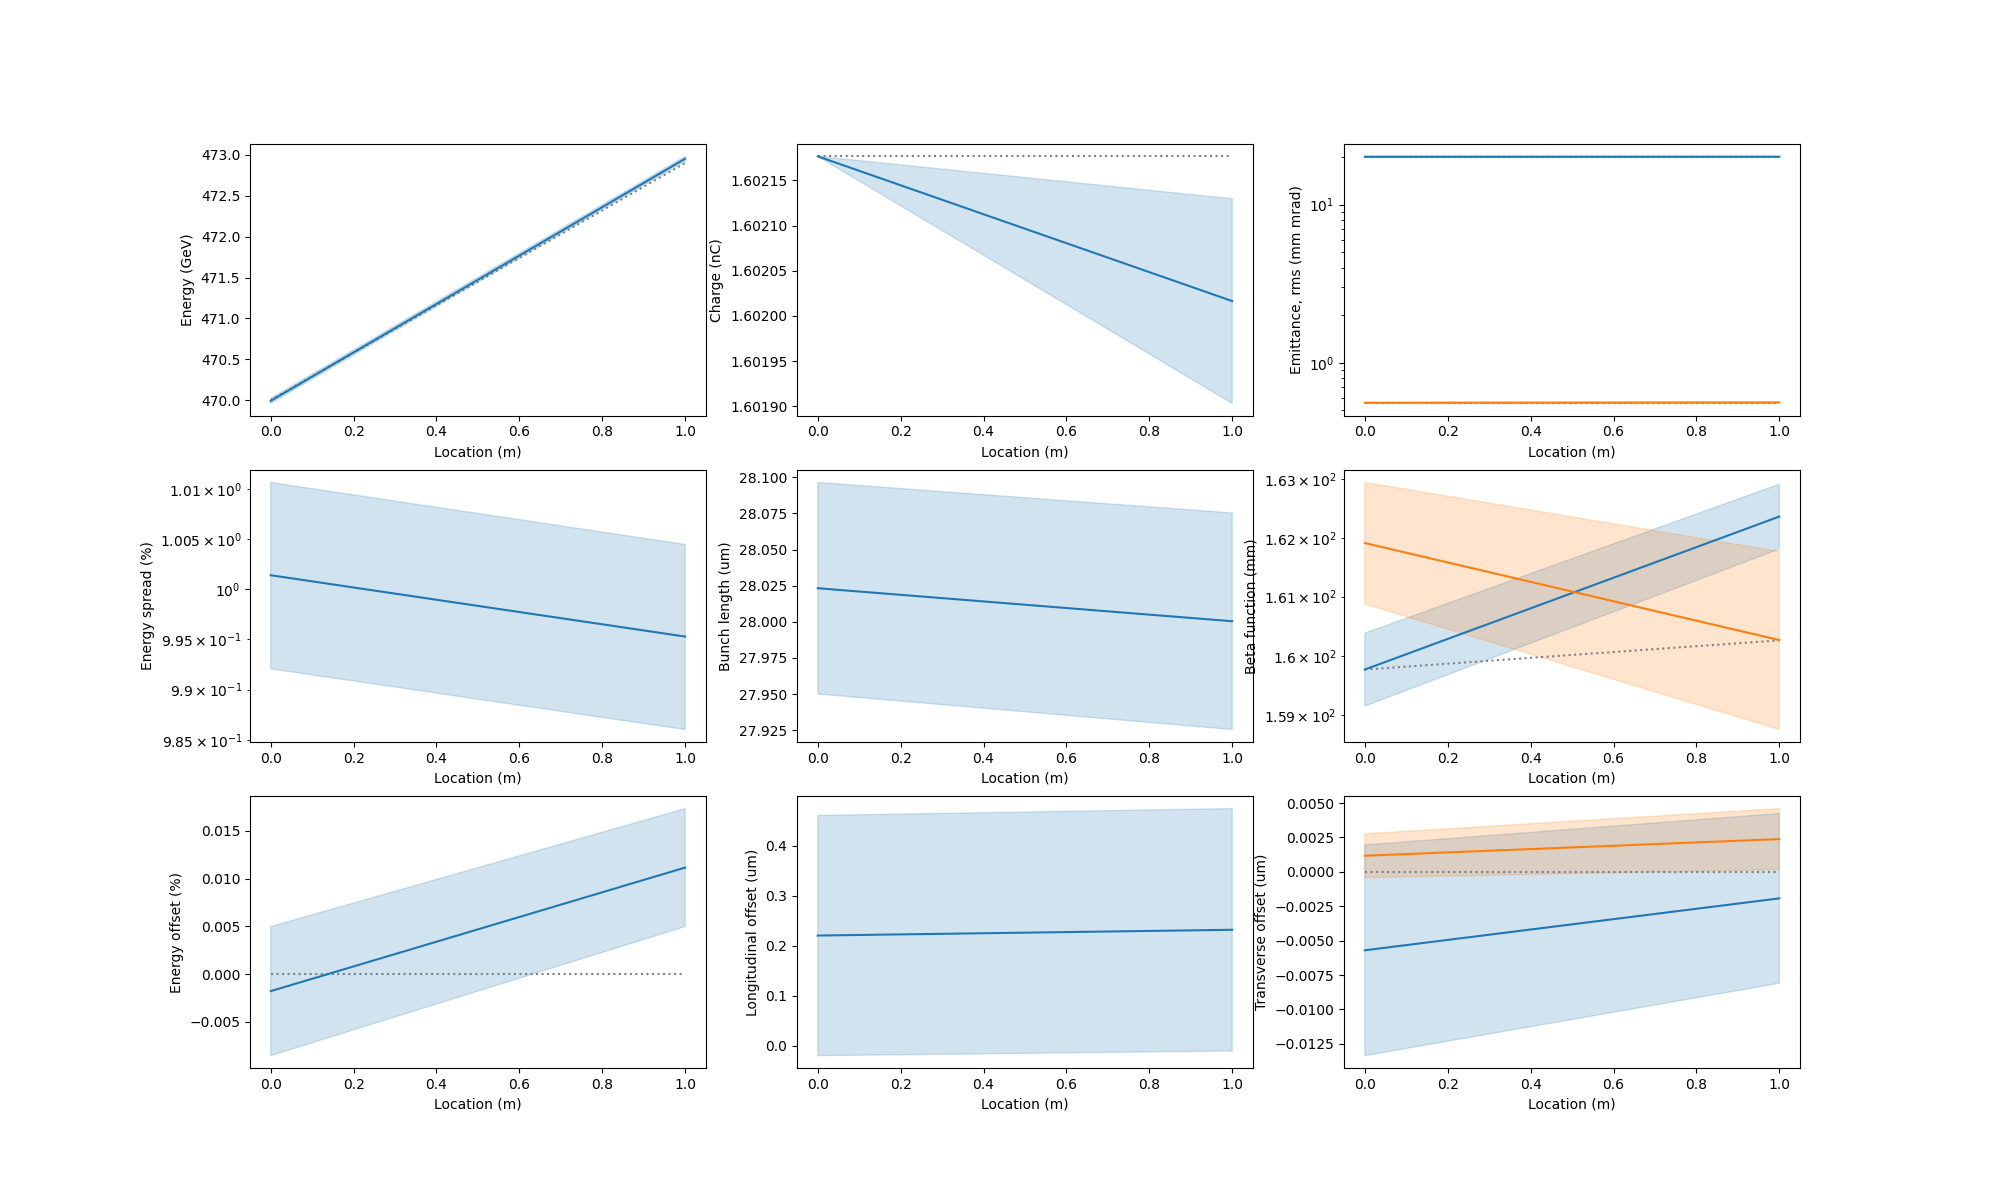 Energy (GeV)
473.0
472.5
472.0
471.5
471.0
470.5
470.0
0.0 0.2 0.4 0.6 0.8 1.0
Location (m)
Charge (nC)
1.60215
1.60210
1.60205
1.60200
1.60195
1.60190
0.0 0.2 0.4 0.6 0.8 1.0
Location (m)
Emittance, rms (mm mrad)
10¹
10⁰
0.0 0.2 0.4 0.6 0.8 1.0
Location (m)
Energy spread (%)
1.01 × 10⁰
1.005 × 10⁰
10⁰
9.95 × 10⁻¹
9.9 × 10⁻¹
9.85 × 10⁻¹
0.0 0.2 0.4 0.6 0.8 1.0
Location (m)
Bunch length (um)
28.100
28.075
28.050
28.025
28.000
27.975
27.950
27.925
0.0 0.2 0.4 0.6 0.8 1.0
Location (m)
Beta function (mm)
1.63 × 10²
1.62 × 10²
1.61 × 10²
1.6 × 10²
1.59 × 10²
0.0 0.2 0.4 0.6 0.8 1.0
Location (m)
Energy offset (%)
0.015
0.010
0.005
0.000
−0.005
0.0 0.2 0.4 0.6 0.8 1.0
Location (m)
Longitudinal offset (um)
0.4
0.3
0.2
0.1
0.0
0.0 0.2 0.4 0.6 0.8 1.0
Location (m)
Transverse offset (um)
0.0050
0.0025
0.0000
−0.0025
−0.0050
−0.0075
−0.0100
−0.0125
0.0 0.2 0.4 0.6 0.8 1.0
Location (m)